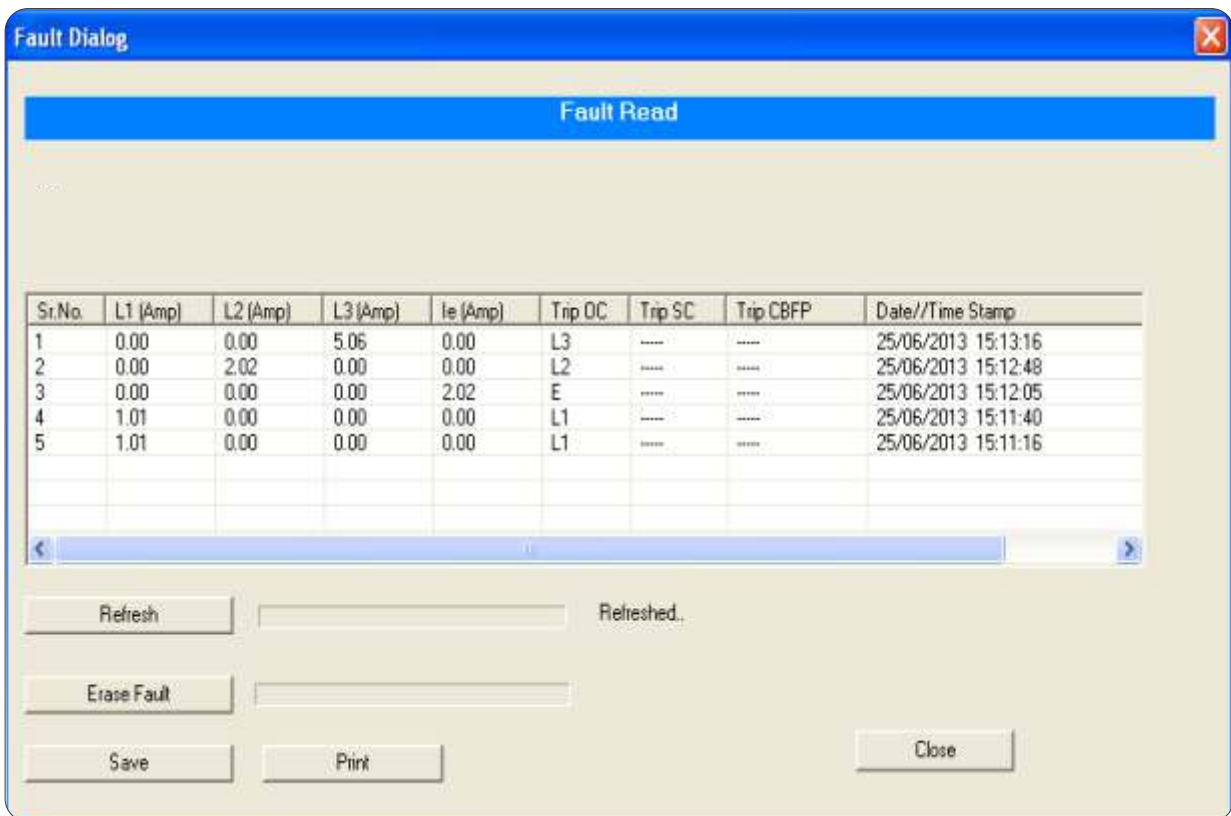 Fault Dialog
Fault Read
Sr.No. L1 (Amp) L2 (Amp) L3 (Amp) Ie (Amp) Trip OC Trip SC Trip CBFP Date//Time Stamp
1 0.00 0.00 5.06 0.00 L3 ----- ----- 25/06/2013 15:13:16
2 0.00 2.02 0.00 0.00 L2 ----- ----- 25/06/2013 15:12:48
3 0.00 0.00 0.00 2.02 E ----- ----- 25/06/2013 15:12:05
4 1.01 0.00 0.00 0.00 L1 ----- ----- 25/06/2013 15:11:40
5 1.01 0.00 0.00 0.00 L1 ----- ----- 25/06/2013 15:11:16
Refresh Refreshed..
Erase Fault
Save Print Close